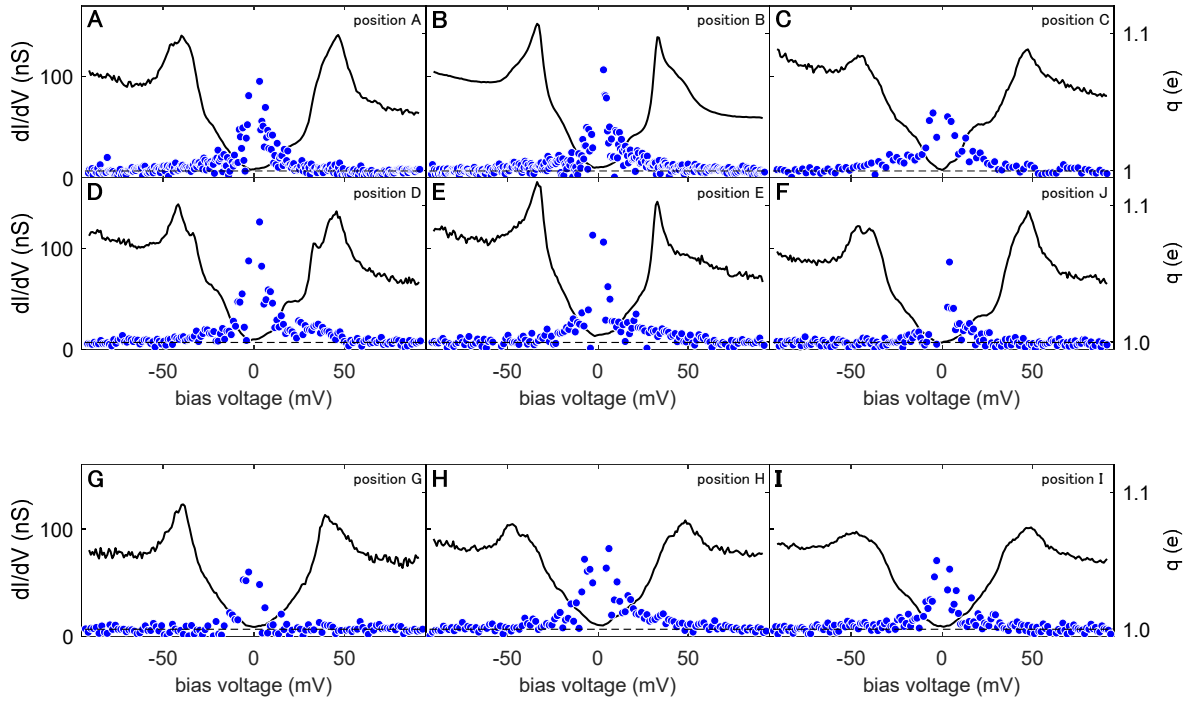 A position A
B position B
C position C
dI/dV (nS)
100
0
1.1
1
q (e)
D position D
E position E
F position J
dI/dV (nS)
100
0
1.1
1.0
q (e)
-50 0 50
-50 0 50
-50 0 50
bias voltage (mV)
bias voltage (mV)
bias voltage (mV)
G position G
H position H
I position I
dI/dV (nS)
100
0
1.1
1.0
q (e)
-50 0 50
-50 0 50
-50 0 50
bias voltage (mV)
bias voltage (mV)
bias voltage (mV)